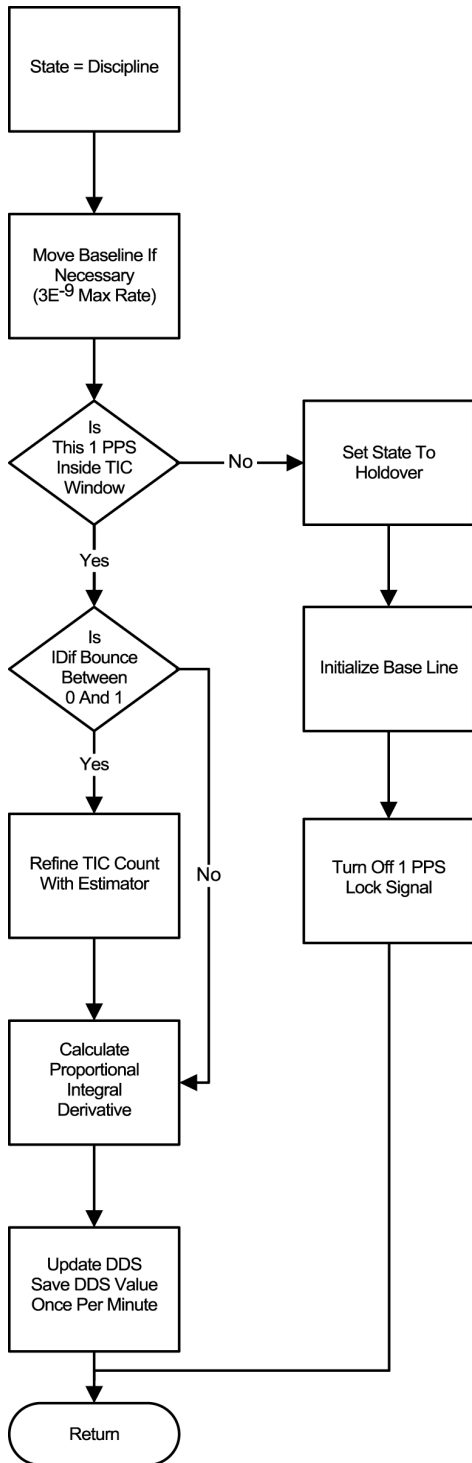 State = Discipline
Move Baseline If
Necessary
(3E-9 Max Rate)
Is
This 1 PPS
Inside TIC
Window
No
Set State To
Holdover
Yes
Is
IDif Bounce
Between
0 And 1
Initialize Base Line
Yes
No
Refine TIC Count
With Estimator
Turn Off 1 PPS
Lock Signal
Calculate
Proportional
Integral
Derivative
Update DDS
Save DDS Value
Once Per Minute
Return